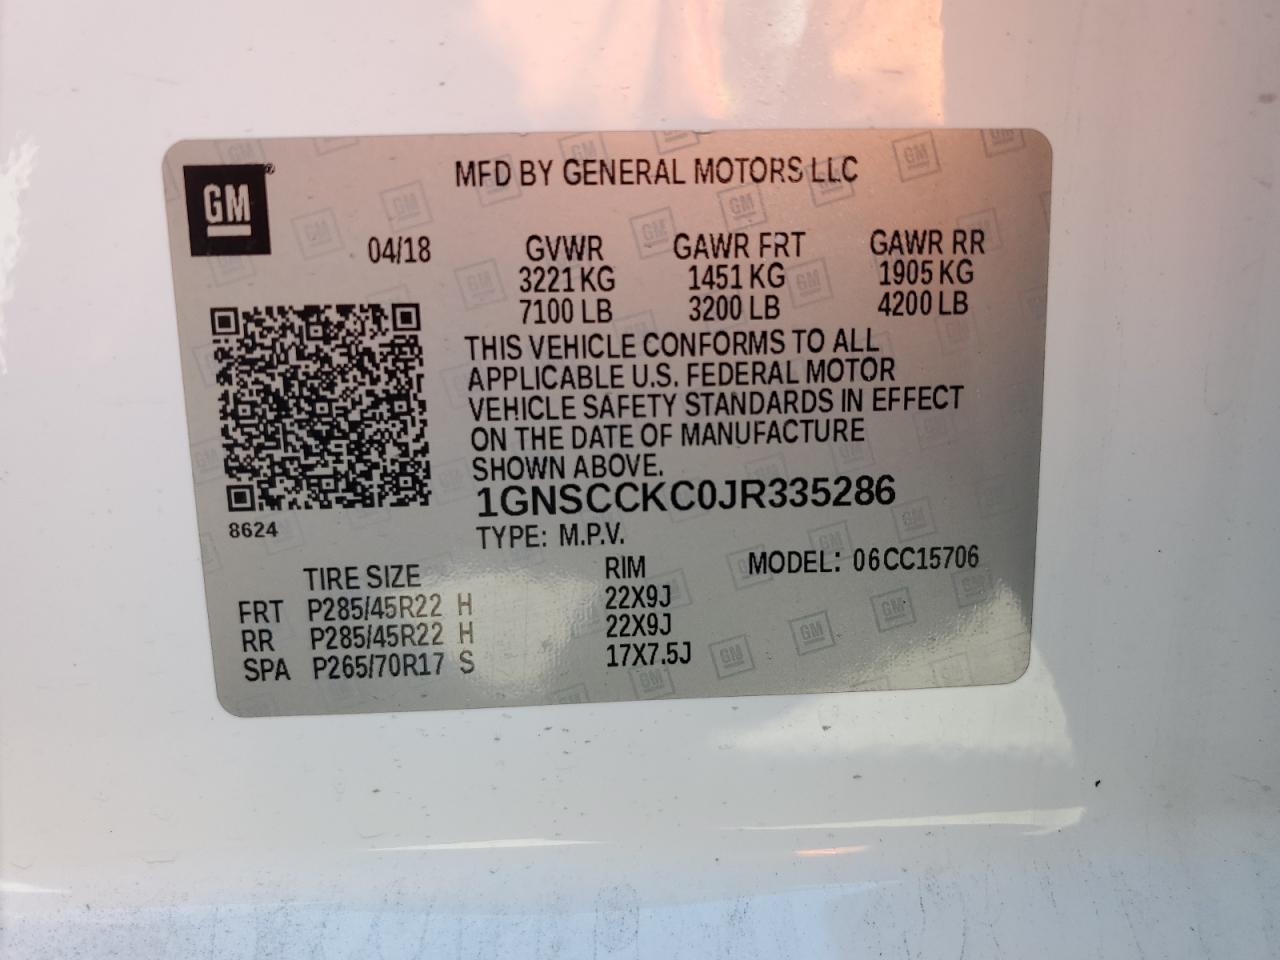 GM
MFD BY GENERAL MOTORS LLC
04/18 GVWR GAWR FRT GAWR RR
3221 KG 1451 KG 1905 KG
7100 LB 3200 LB 4200 LB
THIS VEHICLE CONFORMS TO ALL
APPLICABLE U.S. FEDERAL MOTOR
VEHICLE SAFETY STANDARDS IN EFFECT
ON THE DATE OF MANUFACTURE
SHOWN ABOVE.
1GNSCCKC0JR335286
8624
TYPE: M.P.V.
MODEL: 06CC15706
TIRE SIZE RIM
FRT P285/45R22 H 22X9J
RR P285/45R22 H 22X9J
SPA P265/70R17 S 17X7.5J